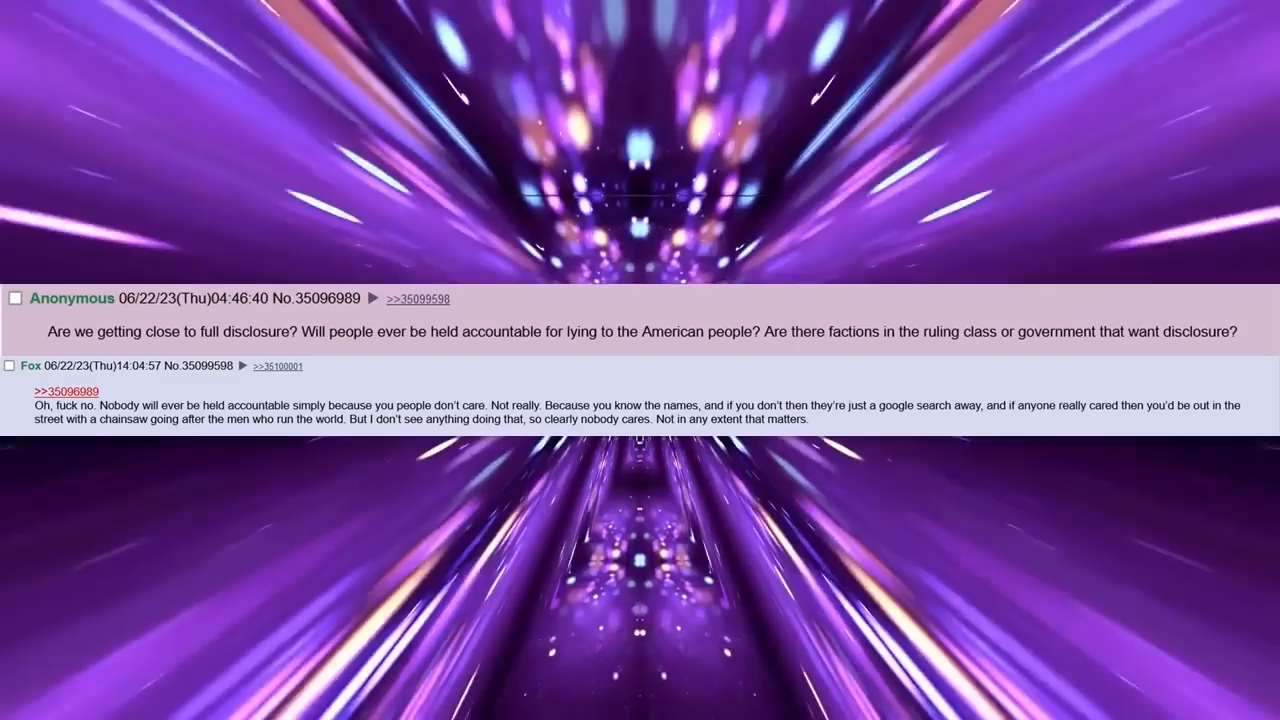 Anonymous 06/22/23(Thu)04:46:40 No.35096989 ▶ >>35099598
Are we getting close to full disclosure? Will people ever be held accountable for lying to the American people? Are there factions in the ruling class or government that want disclosure?
Fox 06/22/23(Thu)14:04:57 No.35099598 ▶ >>35100001
>>35096989
Oh, fuck no. Nobody will ever be held accountable simply because you people don't care. Not really. Because you know the names, and if you don't then they're just a google search away, and if anyone really cared then you'd be out in the
street with a chainsaw going after the men who run the world. But I don't see anything doing that, so clearly nobody cares. Not in any extent that matters.